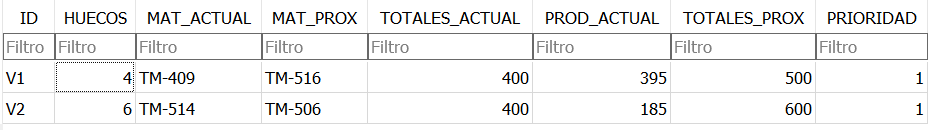 ID HUECOS MAT_ACTUAL MAT_PROX TOTALES_ACTUAL PROD_ACTUAL TOTALES_PROX PRIORIDAD
Filtro Filtro Filtro Filtro Filtro Filtro Filtro Filtro
V1 4 TM-409 TM-516 400 395 500 1
V2 6 TM-514 TM-506 400 185 600 1